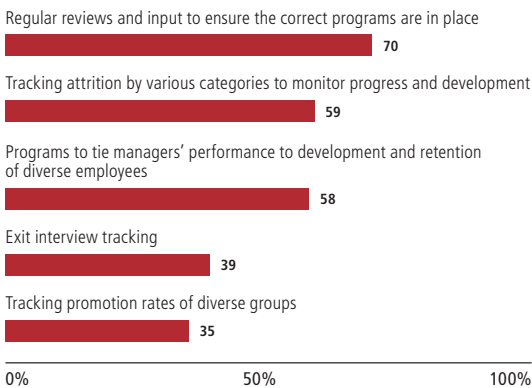 Regular reviews and input to ensure the correct programs are in place
70
Tracking attrition by various categories to monitor progress and development
59
Programs to tie managers’ performance to development and retention
of diverse employees
58
Exit interview tracking
39
Tracking promotion rates of diverse groups
35
0% 50% 100%